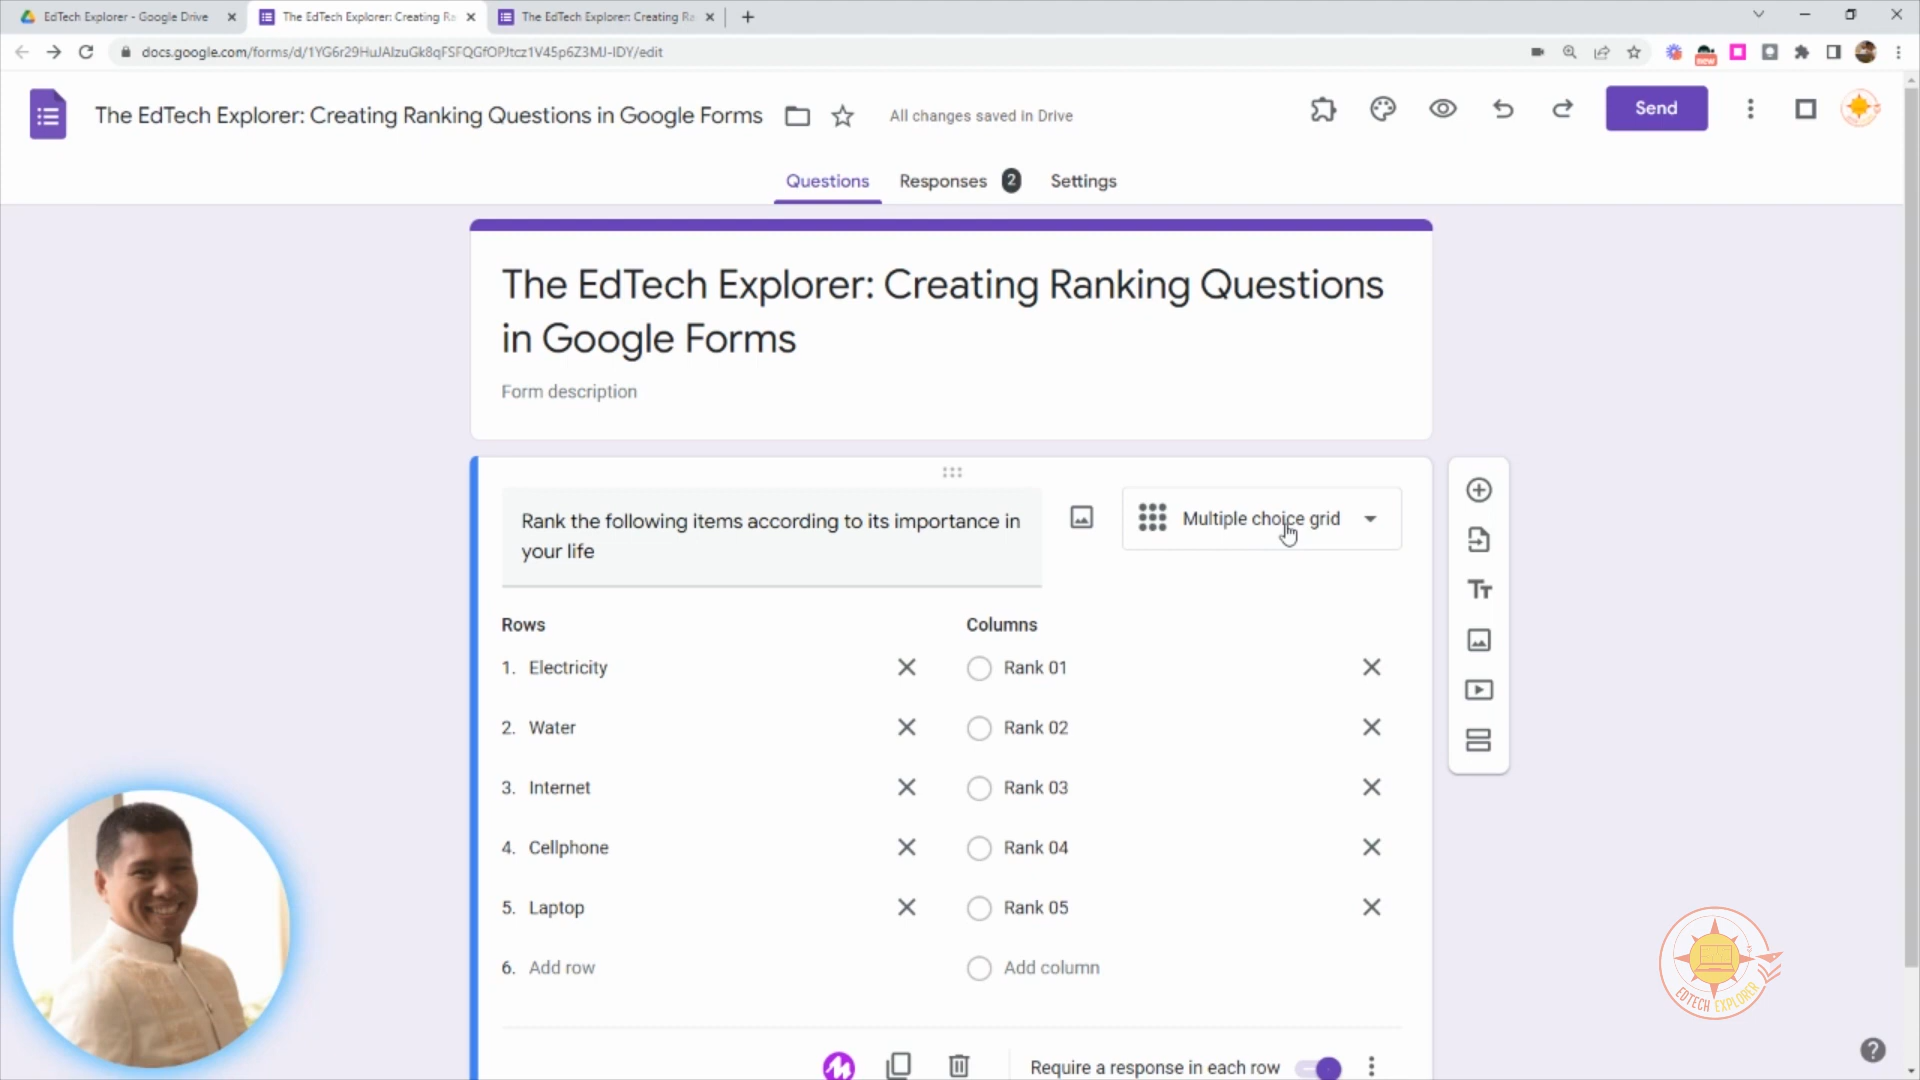 EdTech Explorer - Google Drive
The EdTech Explorer: Creating Ra
The EdTech Explorer: Creating Ra
docs.google.com/forms/d/1YG6r29HuJAlzuGk8qFSFQGfOPJtcz1V45p6Z3MJ-IDY/edit
new
The EdTech Explorer: Creating Ranking Questions in Google Forms
All changes saved in Drive
Send
Questions
Responses 2
Settings
The EdTech Explorer: Creating Ranking Questions
in Google Forms
Form description
Rank the following items according to its importance in
your life
Multiple choice grid
Rows
Columns
1. Electricity
Rank 01
2. Water
Rank 02
3. Internet
Rank 03
4. Cellphone
Rank 04
5. Laptop
Rank 05
6. Add row
Add column
Require a response in each row
EDTECH EXPLORER